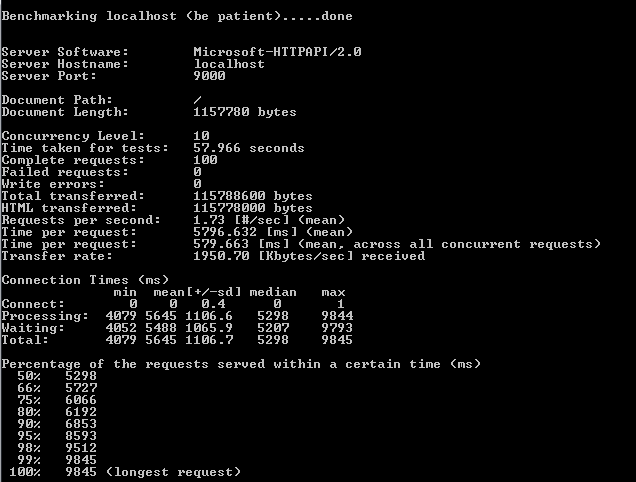 Benchmarking localhost (be patient).....done
Server Software:        Microsoft-HTTPAPI/2.0
Server Hostname:        localhost
Server Port:            9000
Document Path:          /
Document Length:        1157780 bytes
Concurrency Level:      10
Time taken for tests:   57.966 seconds
Complete requests:      100
Failed requests:        0
Write errors:           0
Total transferred:      115788600 bytes
HTML transferred:       115778000 bytes
Requests per second:    1.73 [#/sec] (mean)
Time per request:       5796.632 [ms] (mean)
Time per request:       579.663 [ms] (mean, across all concurrent requests)
Transfer rate:          1950.70 [Kbytes/sec] received
Connection Times (ms)
              min  mean[+/-sd] median   max
Connect:        0    0   0.4      0       1
Processing:  4079 5645 1106.6   5298    9844
Waiting:     4052 5488 1065.9   5207    9793
Total:       4079 5645 1106.7   5298    9845
Percentage of the requests served within a certain time (ms)
  50%   5298
  66%   5727
  75%   6066
  80%   6192
  90%   6853
  95%   8593
  98%   9512
  99%   9845
 100%   9845 (longest request)